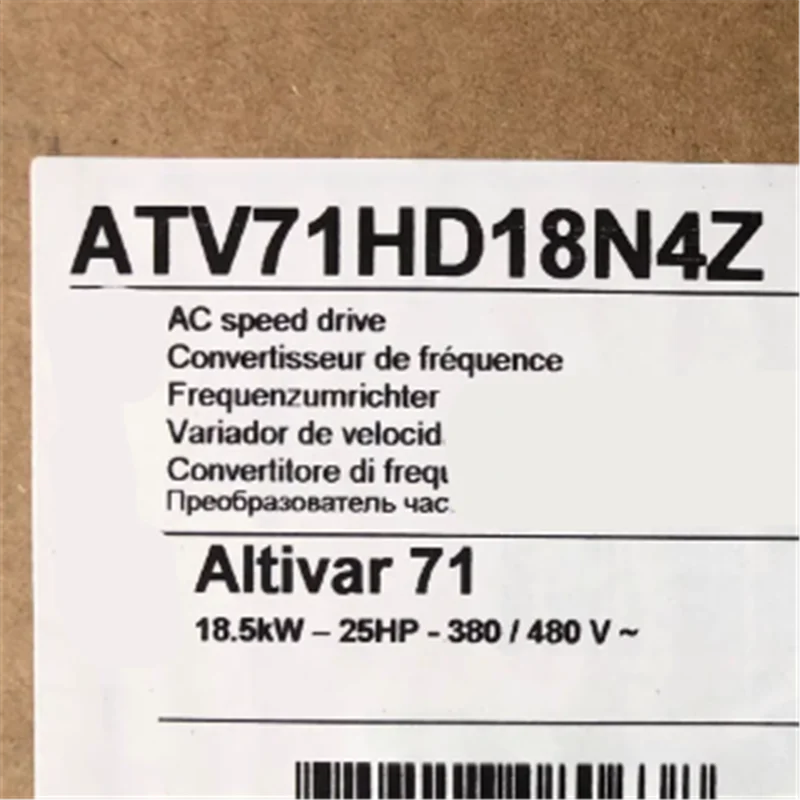 ATV71HD18N4Z
AC speed drive
Convertisseur de fréquence
Frequenzumrichter
Variador de velocid
Convertitore di frequ
Преобразователь час
Altivar 71
18.5kW – 25HP - 380 / 480 V ~